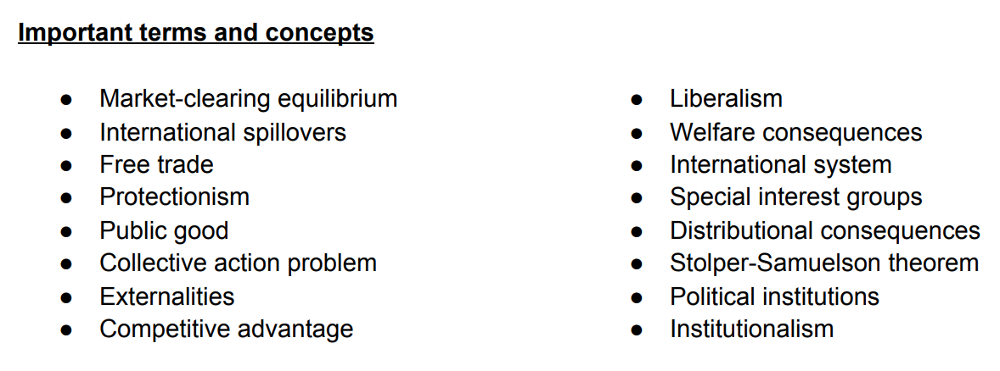 Important terms and concepts
● Market-clearing equilibrium
● International spillovers
● Free trade
● Protectionism
● Public good
● Collective action problem
● Externalities
● Competitive advantage
● Liberalism
● Welfare consequences
● International system
● Special interest groups
● Distributional consequences
● Stolper-Samuelson theorem
● Political institutions
● Institutionalism